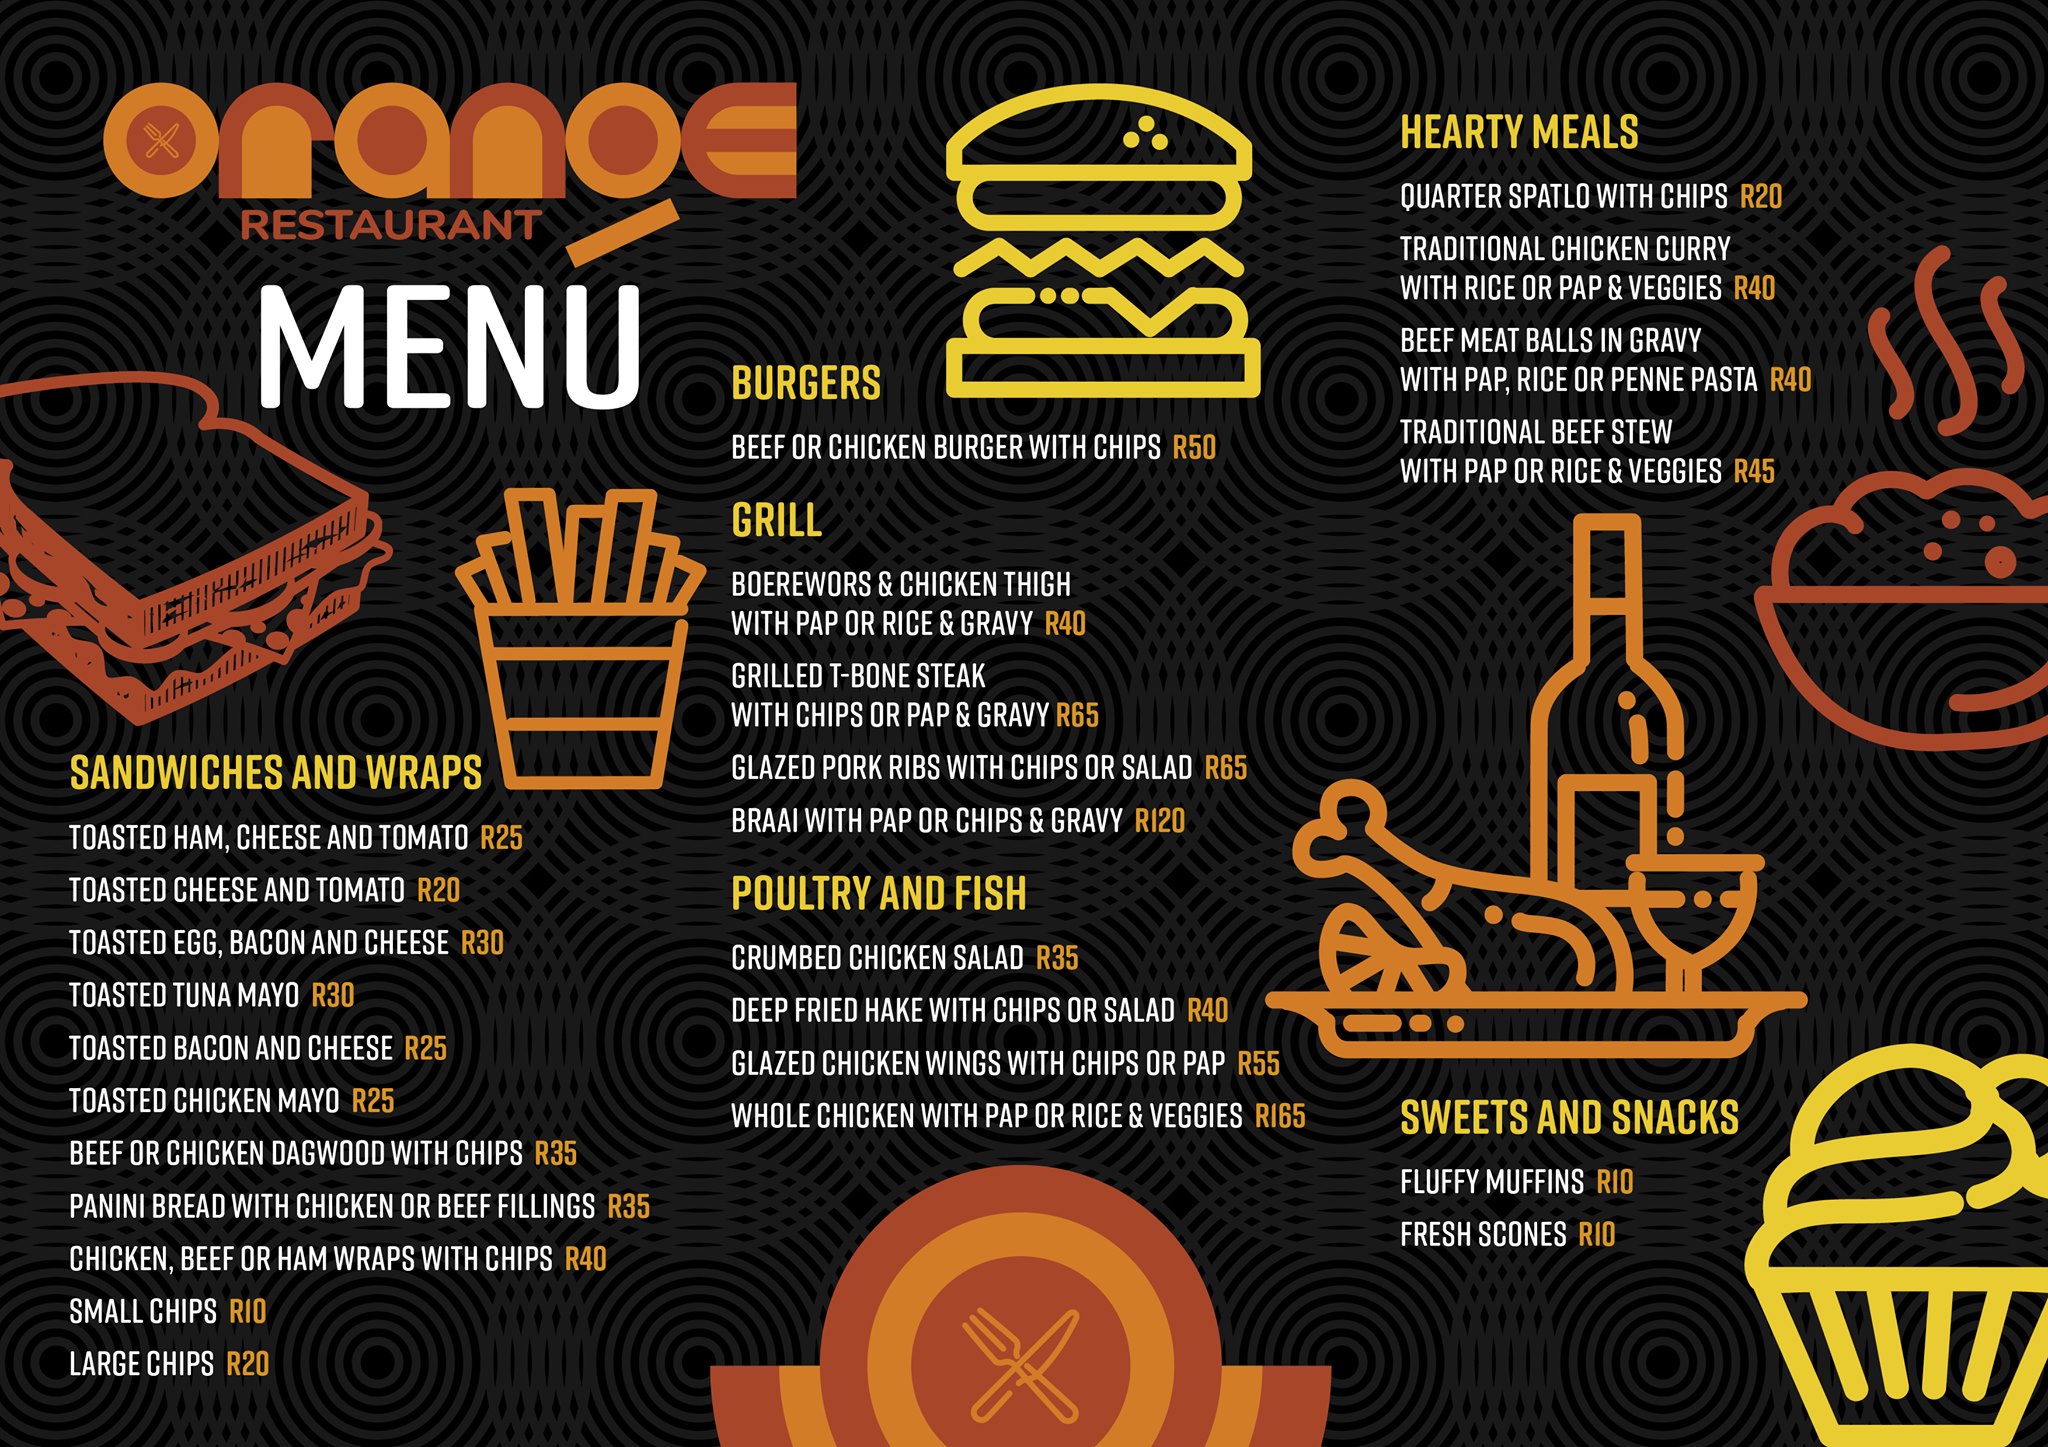 orange
RESTAURANT
MENU
SANDWICHES AND WRAPS
TOASTED HAM, CHEESE AND TOMATO R25
TOASTED CHEESE AND TOMATO R20
TOASTED EGG, BACON AND CHEESE R30
TOASTED TUNA MAYO R30
TOASTED BACON AND CHEESE R25
TOASTED CHICKEN MAYO R25
BEEF OR CHICKEN DAGWOOD WITH CHIPS R35
PANINI BREAD WITH CHICKEN OR BEEF FILLINGS R35
CHICKEN, BEEF OR HAM WRAPS WITH CHIPS R40
SMALL CHIPS R10
LARGE CHIPS R20
BURGERS
BEEF OR CHICKEN BURGER WITH CHIPS R50
GRILL
BOEREWORS & CHICKEN THIGH
WITH PAP OR RICE & GRAVY R40
GRILLED T-BONE STEAK
WITH CHIPS OR PAP & GRAVY R65
GLAZED PORK RIBS WITH CHIPS OR SALAD R65
BRAAI WITH PAP OR CHIPS & GRAVY R120
POULTRY AND FISH
CRUMBED CHICKEN SALAD R35
DEEP FRIED HAKE WITH CHIPS OR SALAD R40
GLAZED CHICKEN WINGS WITH CHIPS OR PAP R55
WHOLE CHICKEN WITH PAP OR RICE & VEGGIES R165
HEARTY MEALS
QUARTER SPATLO WITH CHIPS R20
TRADITIONAL CHICKEN CURRY
WITH RICE OR PAP & VEGGIES R40
BEEF MEAT BALLS IN GRAVY
WITH PAP, RICE OR PENNE PASTA R40
TRADITIONAL BEEF STEW
WITH PAP OR RICE & VEGGIES R45
SWEETS AND SNACKS
FLUFFY MUFFINS R10
FRESH SCONES R10